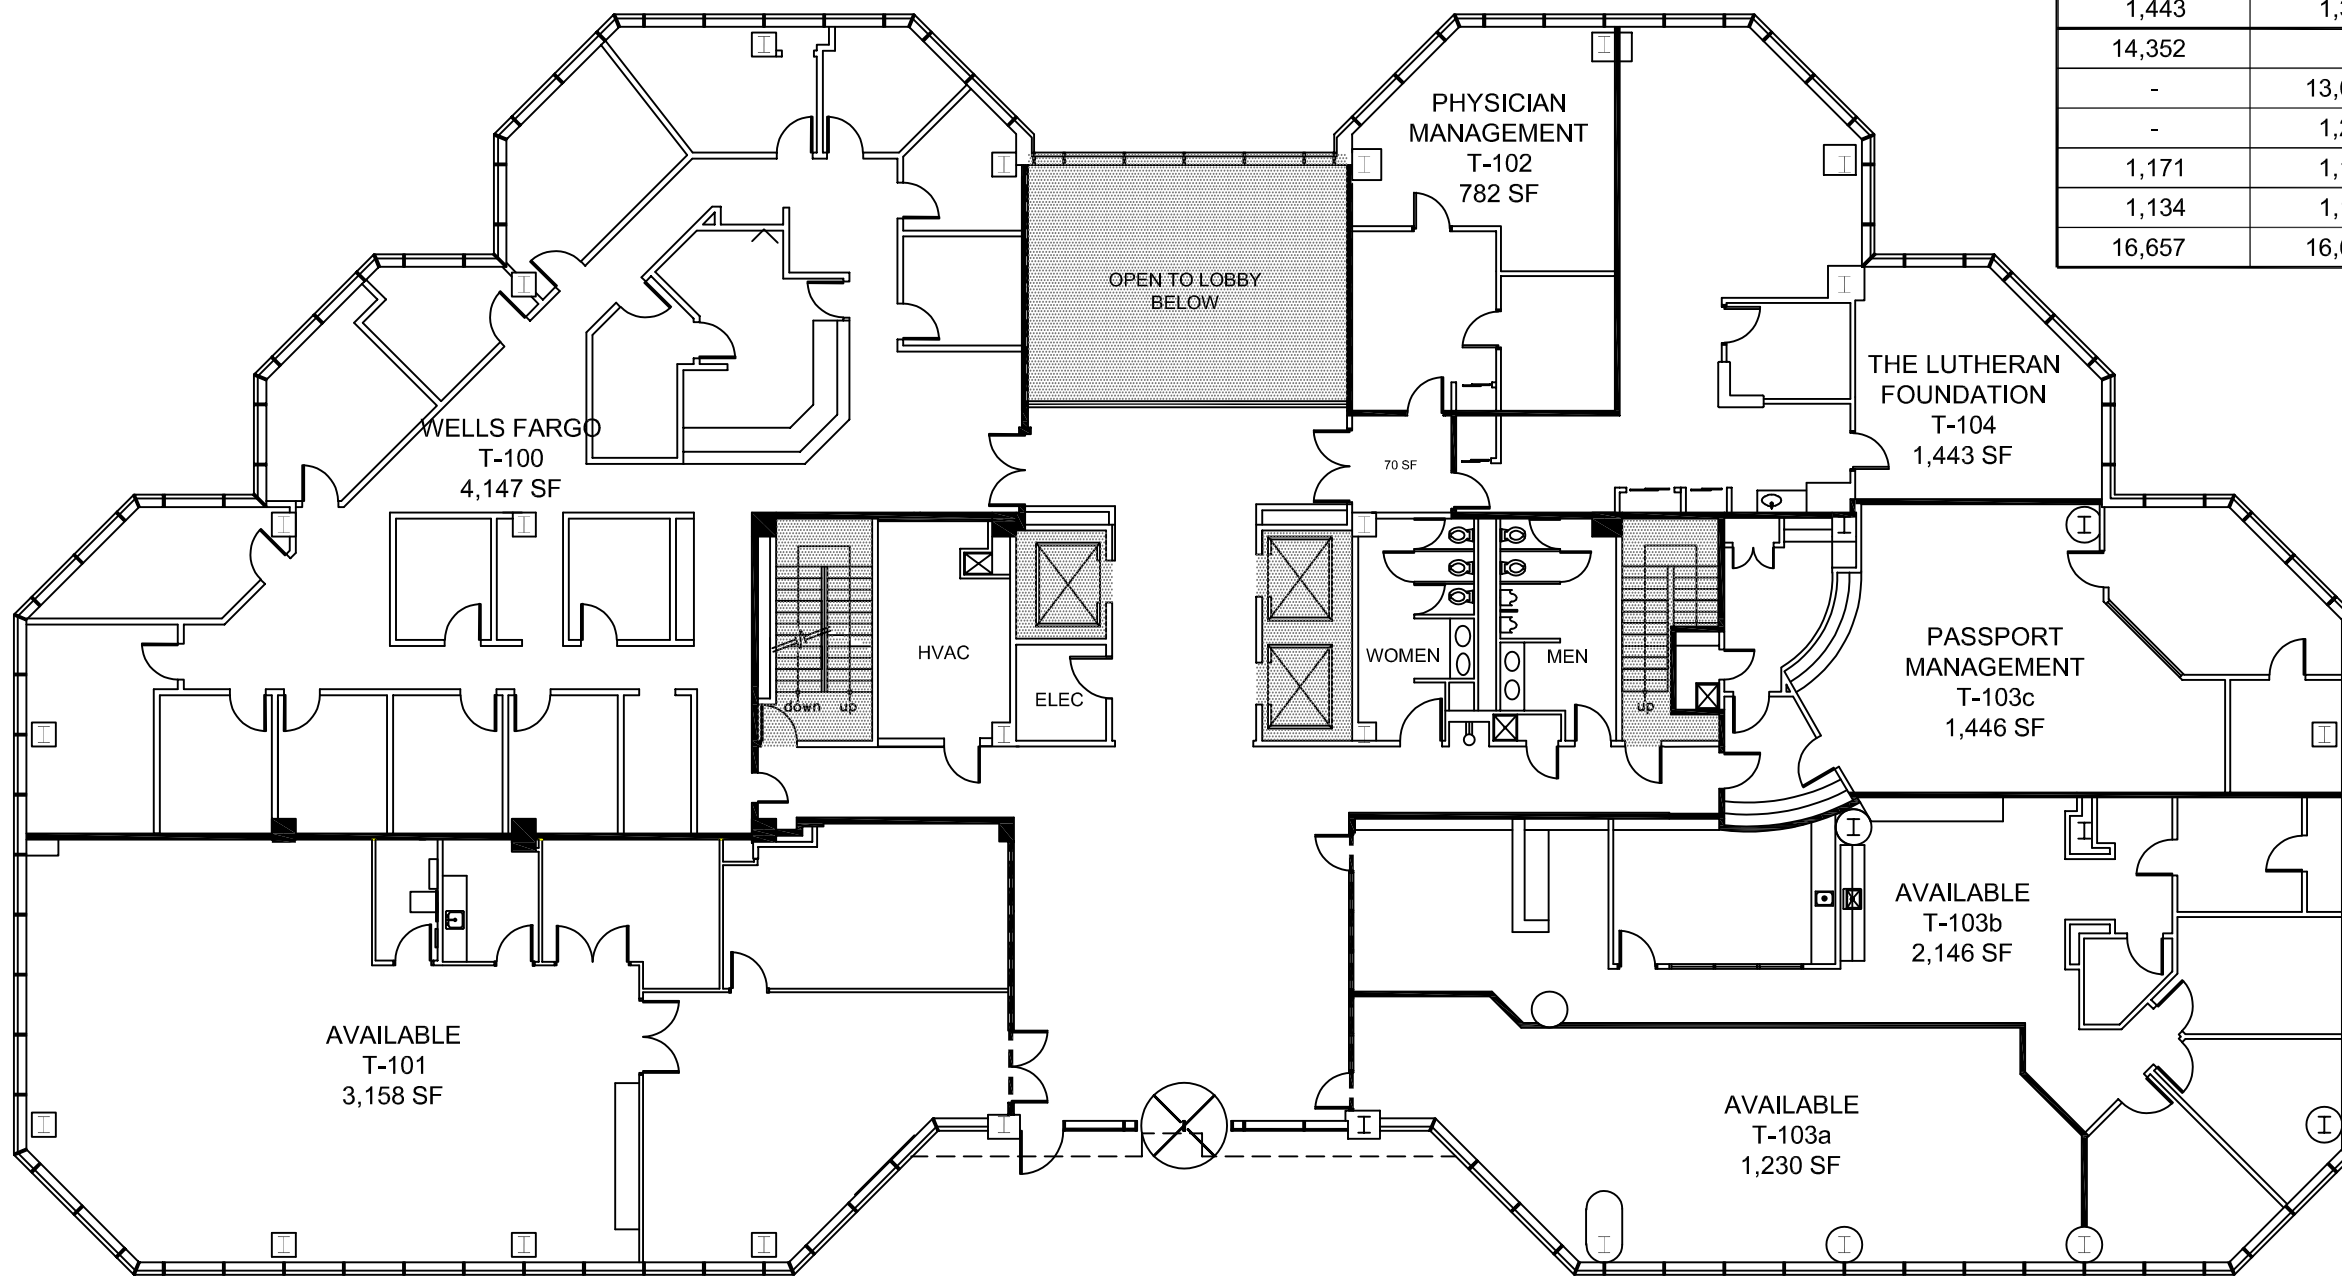 1,443
14,352
-
13,
-
1,171
1,134
16,657
16,
PHYSICIAN
MANAGEMENT
T-102
782 SF
OPEN TO LOBBY
BELOW
THE LUTHERAN
FOUNDATION
T-104
1,443 SF
WELLS FARGO
T-100
4,147 SF
70 SF
HVAC
ELEC
down up
WOMEN
MEN
up
PASSPORT
MANAGEMENT
T-103c
1,446 SF
AVAILABLE
T-103b
2,146 SF
AVAILABLE
T-101
3,158 SF
AVAILABLE
T-103a
1,230 SF